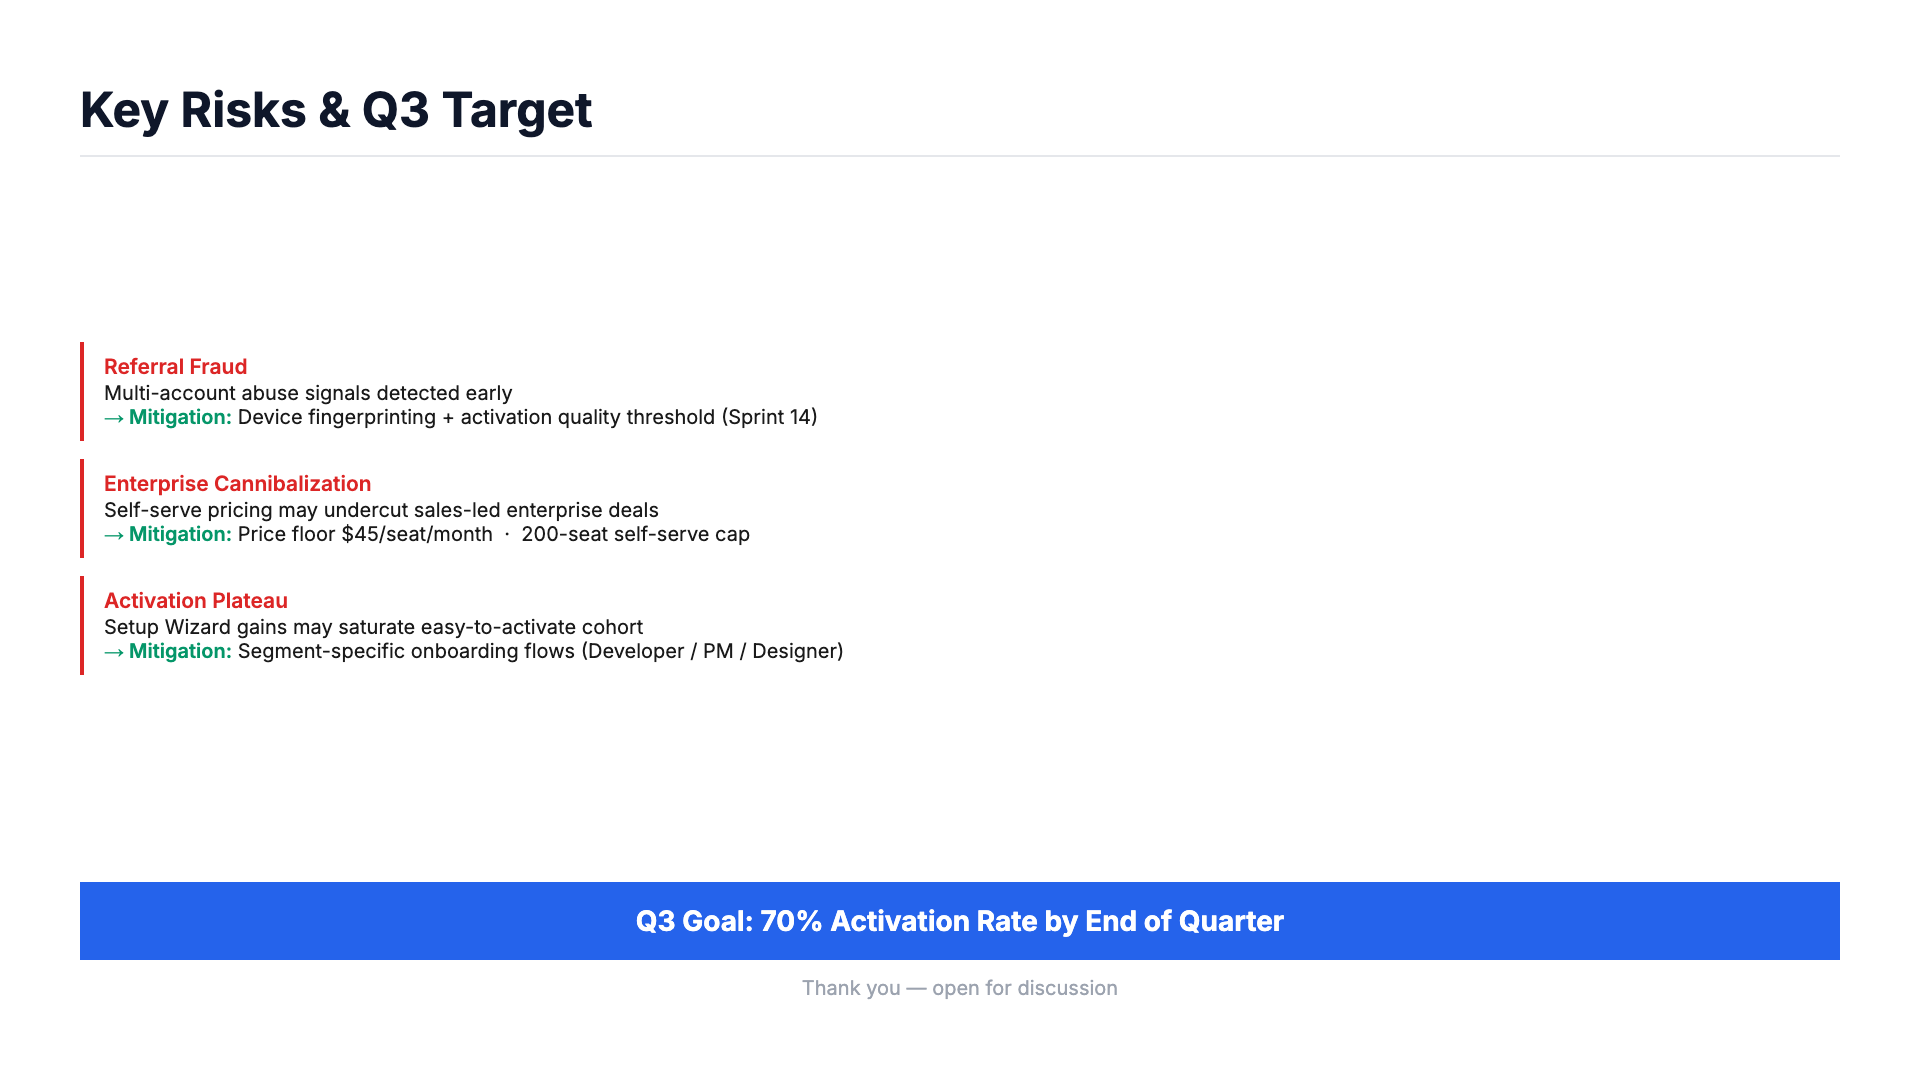 Key Risks & Q3 Target
Referral Fraud
Multi-account abuse signals detected early
→ Mitigation: Device fingerprinting + activation quality threshold (Sprint 14)
Enterprise Cannibalization
Self-serve pricing may undercut sales-led enterprise deals
→ Mitigation: Price floor $45/seat/month · 200-seat self-serve cap
Activation Plateau
Setup Wizard gains may saturate easy-to-activate cohort
→ Mitigation: Segment-specific onboarding flows (Developer / PM / Designer)
Q3 Goal: 70% Activation Rate by End of Quarter
Thank you — open for discussion